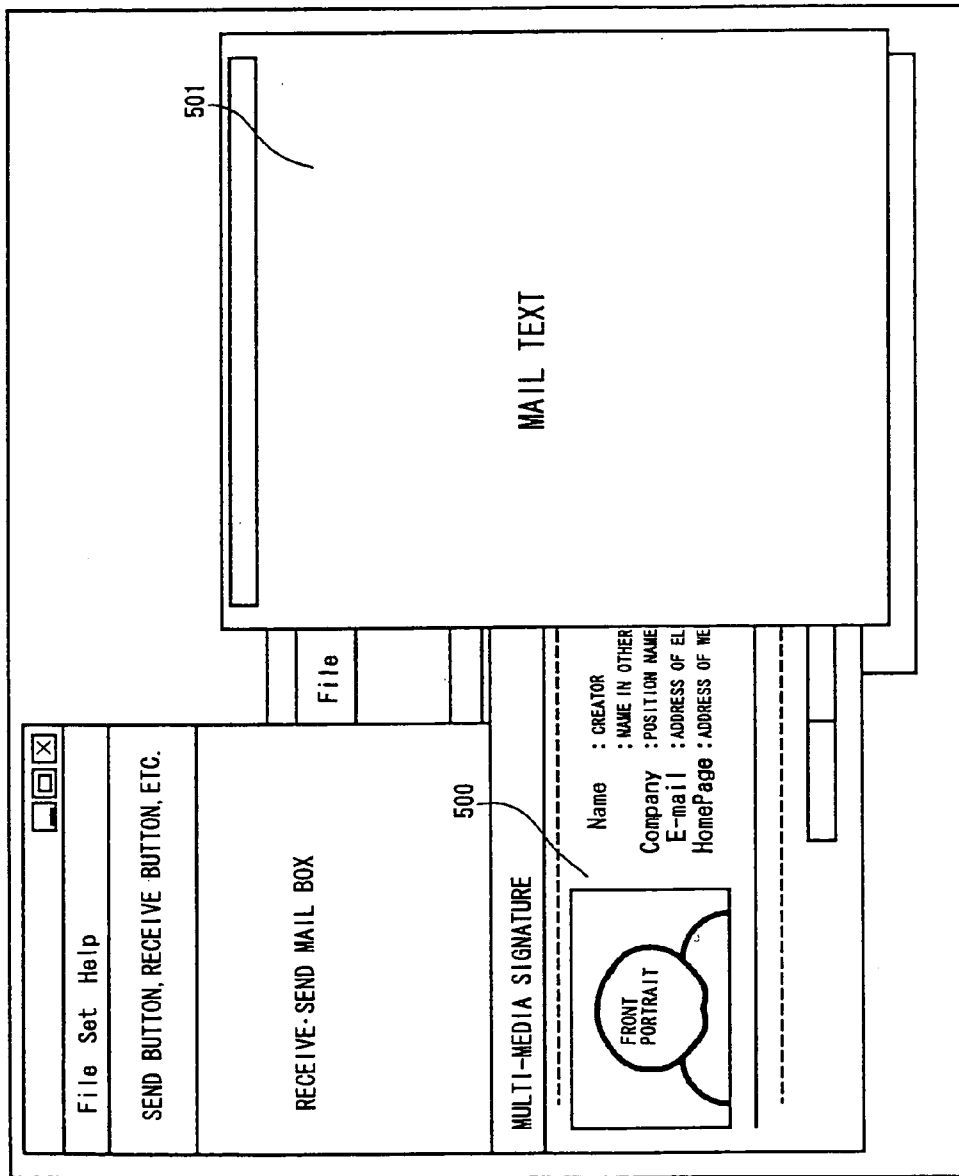 File Set Help
SEND BUTTON, RECEIVE BUTTON, ETC.
RECEIVE·SEND MAIL BOX
File
501
MAIL TEXT
MULTI-MEDIA SIGNATURE
500
FRONT
PORTRAIT
Name : CREATOR
: NAME IN OTHER
Company : POSITION NAME
E-mail : ADDRESS OF EL
HomePage : ADDRESS OF WE